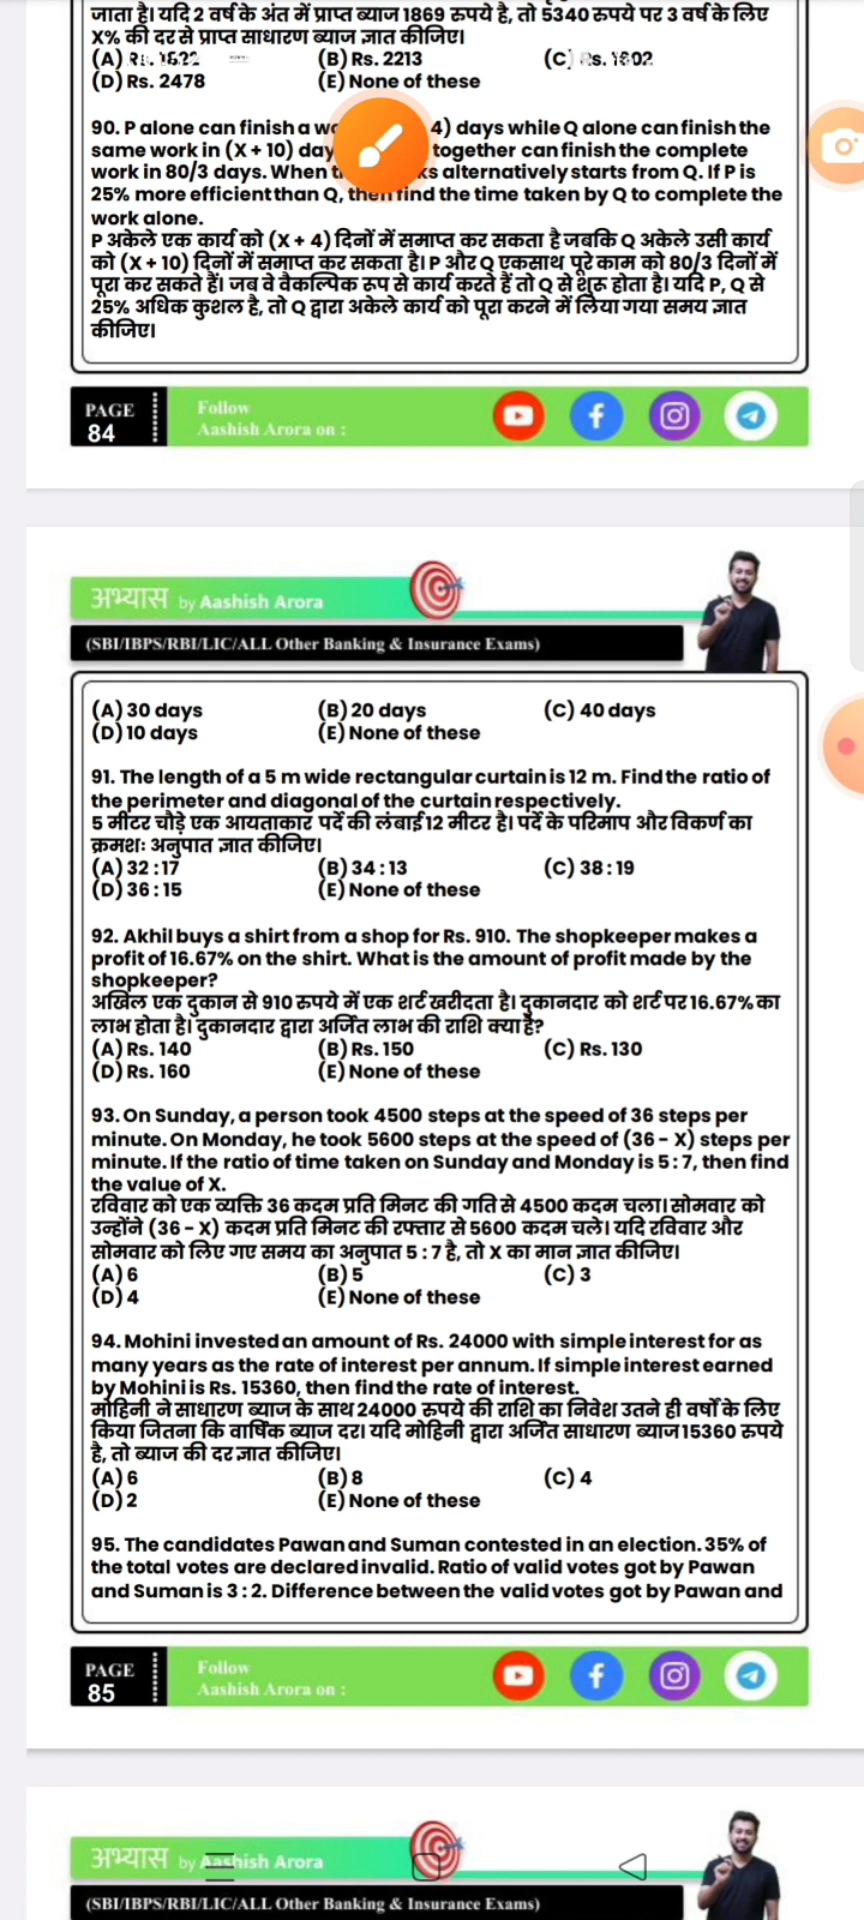 जाता है। यदि 2 वर्ष के अंत में प्राप्त ब्याज 1869 रुपये है, तो 5340 रुपये पर 3 वर्ष के लिए
X% की दर से प्राप्त साधारण ब्याज ज्ञात कीजिए।
(A) (B) Rs. 2213 (C)
(D) Rs. 2478 (E) None of these
90. P alone can finish a 4) days while Q alone can finish the
same work in (X + 10) together can finish the complete
work in 80/3 days. When alternatively starts from Q. If P is
25% more efficient than Q, then find the time taken by Q to complete the
work alone.
P अकेले एक कार्य को (X + 4) दिनों में समाप्त कर सकता है जबकि Q अकेले उसी कार्य
को (X + 10) दिनों में समाप्त कर सकता है। P और Q एकसाथ पूरे काम को 80/3 दिनों में
पूरा कर सकते हैं। जब वे वैकल्पिक रूप से कार्य करते हैं तो Q से शुरू होता है। यदि P, Q से
25% अधिक कुशल है, तो Q द्वारा अकेले कार्य को पूरा करने में लिया गया समय ज्ञात
कीजिए।
PAGE
84
Follow
Aashish Arora on :
अभ्यास by Aashish Arora
(SBI/IBPS/RBI/LIC/ALL Other Banking & Insurance Exams)
(A) 30 days (B) 20 days (C) 40 days
(D) 10 days (E) None of these
91. The length of a 5 m wide rectangular curtain is 12 m. Find the ratio of
the perimeter and diagonal of the curtain respectively.
5 मीटर चौड़े एक आयताकार पर्दे की लंबाई 12 मीटर है। पर्दे के परिमाप और विकर्ण का
क्रमशः अनुपात ज्ञात कीजिए।
(A) 32 : 17 (B) 34 : 13 (C) 38 : 19
(D) 36 : 15 (E) None of these
92. Akhil buys a shirt from a shop for Rs. 910. The shopkeeper makes a
profit of 16.67% on the shirt. What is the amount of profit made by the
shopkeeper?
अखिल एक दुकान से 910 रुपये में एक शर्ट खरीदता है। दुकानदार को शर्ट पर 16.67% का
लाभ होता है। दुकानदार द्वारा अर्जित लाभ की राशि क्या है?
(A) Rs. 140 (B) Rs. 150 (C) Rs. 130
(D) Rs. 160 (E) None of these
93. On Sunday, a person took 4500 steps at the speed of 36 steps per
minute. On Monday, he took 5600 steps at the speed of (36 - X) steps per
minute. If the ratio of time taken on Sunday and Monday is 5 : 7, then find
the value of X.
रविवार को एक व्यक्ति 36 कदम प्रति मिनट की गति से 4500 कदम चला। सोमवार को
उन्होंने (36 - X) कदम प्रति मिनट की रफ्तार से 5600 कदम चले। यदि रविवार और
सोमवार को लिए गए समय का अनुपात 5 : 7 है, तो X का मान ज्ञात कीजिए।
(A) 6 (B) 5 (C) 3
(D) 4 (E) None of these
94. Mohini invested an amount of Rs. 24000 with simple interest for as
many years as the rate of interest per annum. If simple interest earned
by Mohini is Rs. 15360, then find the rate of interest.
मोहिनी ने साधारण ब्याज के साथ 24000 रुपये की राशि का निवेश उतने ही वर्षों के लिए
किया जितना कि वार्षिक ब्याज दर। यदि मोहिनी द्वारा अर्जित साधारण ब्याज 15360 रुपये
है, तो ब्याज की दर ज्ञात कीजिए।
(A) 6 (B) 8 (C) 4
(D) 2 (E) None of these
95. The candidates Pawan and Suman contested in an election. 35% of
the total votes are declared invalid. Ratio of valid votes got by Pawan
and Suman is 3 : 2. Difference between the valid votes got by Pawan and
PAGE
85
Follow
Aashish Arora on :
अभ्यास by Aashish Arora
(SBI/IBPS/RBI/LIC/ALL Other Banking & Insurance Exams)